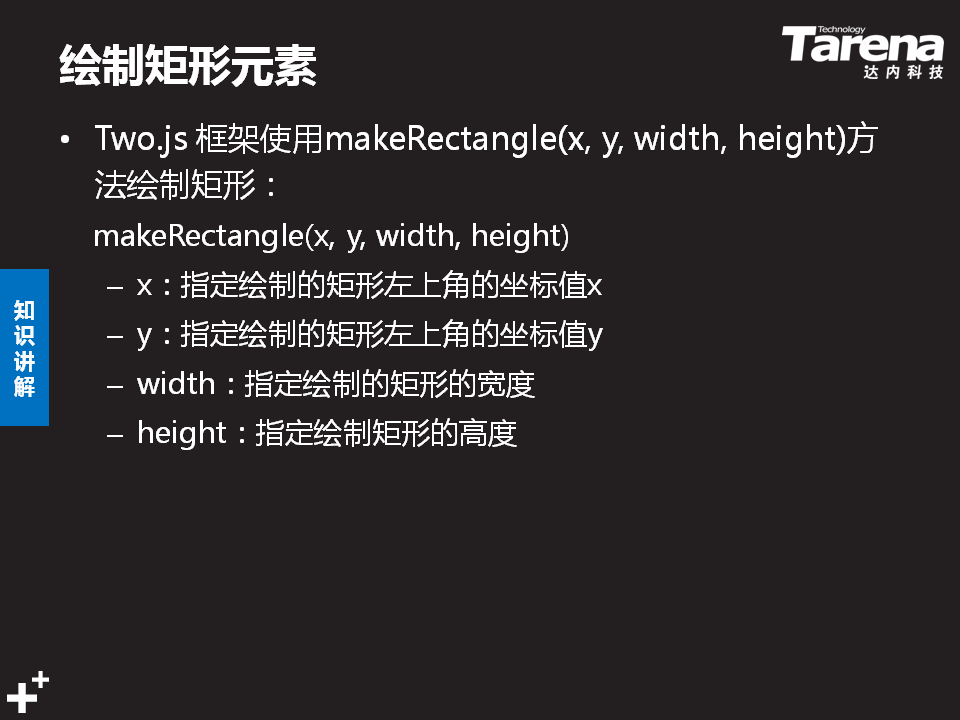 绘制矩形元素
Technology
Tarena
达内科技
• Two.js 框架使用makeRectangle(x, y, width, height)方
法绘制矩形：
makeRectangle(x, y, width, height)
– x：指定绘制的矩形左上角的坐标值x
– y：指定绘制的矩形左上角的坐标值y
– width：指定绘制的矩形的宽度
– height：指定绘制矩形的高度
知
识
讲
解